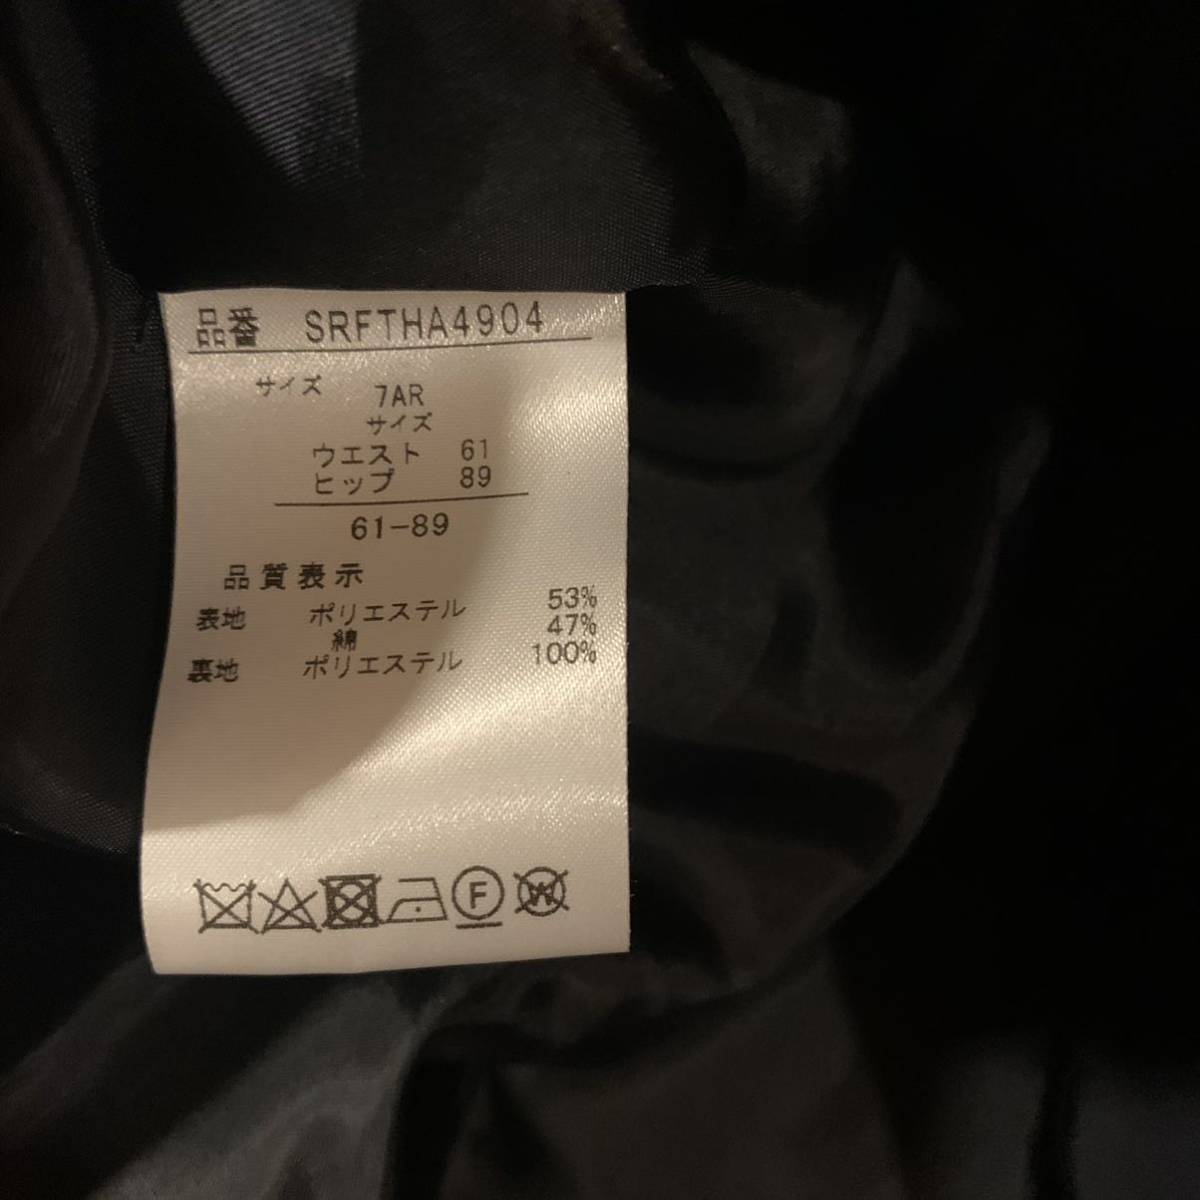 品番 SRFTHA4904
サイズ 7AR
サイズ
ウエスト 61
ヒップ 89
61-89
品質表示
表地 ポリエステル 53%
綿 47%
裏地 ポリエステル 100%
F W